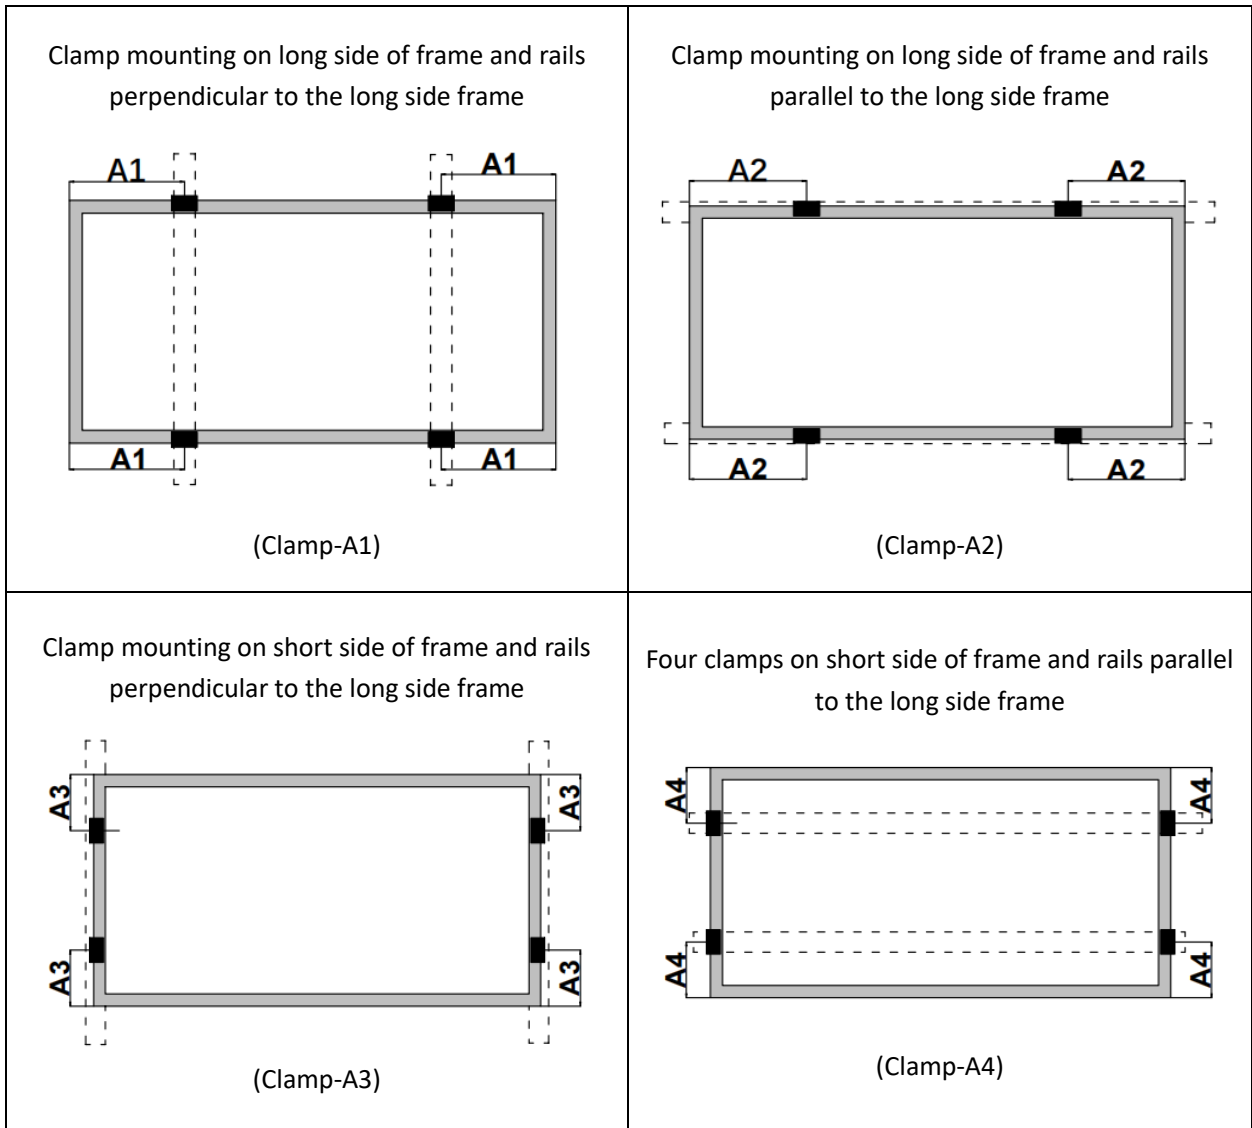 Clamp mounting on long side of frame and rails
perpendicular to the long side frame
A1
A1
A1
A1
(Clamp-A1)
Clamp mounting on long side of frame and rails
parallel to the long side frame
A2
A2
A2
A2
(Clamp-A2)
Clamp mounting on short side of frame and rails
perpendicular to the long side frame
A3
A3
A3
A3
(Clamp-A3)
Four clamps on short side of frame and rails parallel
to the long side frame
A4
A4
A4
A4
(Clamp-A4)